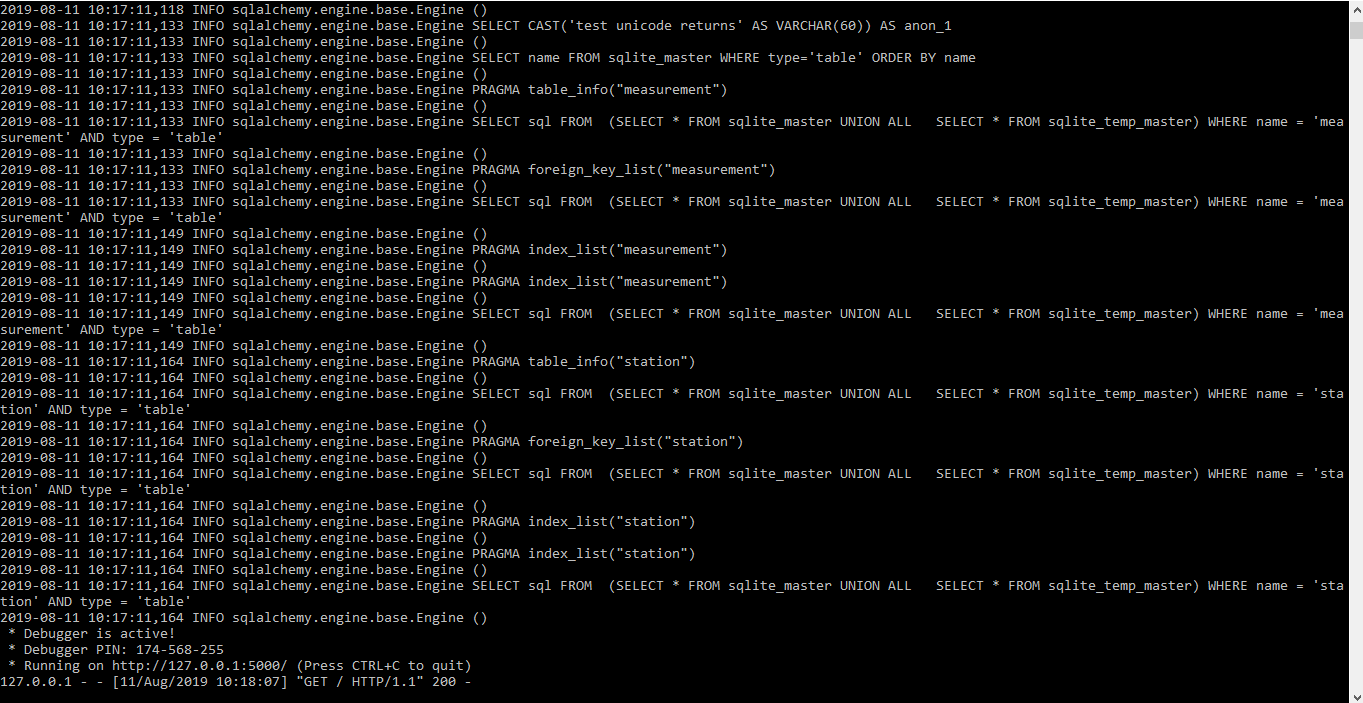 2019-08-11 10:17:11,118 INFO sqlalchemy.engine.base.Engine ()
2019-08-11 10:17:11,133 INFO sqlalchemy.engine.base.Engine SELECT CAST('test unicode returns' AS VARCHAR(60)) AS anon_1
2019-08-11 10:17:11,133 INFO sqlalchemy.engine.base.Engine ()
2019-08-11 10:17:11,133 INFO sqlalchemy.engine.base.Engine SELECT name FROM sqlite_master WHERE type='table' ORDER BY name
2019-08-11 10:17:11,133 INFO sqlalchemy.engine.base.Engine ()
2019-08-11 10:17:11,133 INFO sqlalchemy.engine.base.Engine PRAGMA table_info("measurement")
2019-08-11 10:17:11,133 INFO sqlalchemy.engine.base.Engine ()
2019-08-11 10:17:11,133 INFO sqlalchemy.engine.base.Engine SELECT sql FROM  (SELECT * FROM sqlite_master UNION ALL   SELECT * FROM sqlite_temp_master) WHERE name = 'mea
surement' AND type = 'table'
2019-08-11 10:17:11,133 INFO sqlalchemy.engine.base.Engine ()
2019-08-11 10:17:11,133 INFO sqlalchemy.engine.base.Engine PRAGMA foreign_key_list("measurement")
2019-08-11 10:17:11,133 INFO sqlalchemy.engine.base.Engine ()
2019-08-11 10:17:11,133 INFO sqlalchemy.engine.base.Engine SELECT sql FROM  (SELECT * FROM sqlite_master UNION ALL   SELECT * FROM sqlite_temp_master) WHERE name = 'mea
surement' AND type = 'table'
2019-08-11 10:17:11,149 INFO sqlalchemy.engine.base.Engine ()
2019-08-11 10:17:11,149 INFO sqlalchemy.engine.base.Engine PRAGMA index_list("measurement")
2019-08-11 10:17:11,149 INFO sqlalchemy.engine.base.Engine ()
2019-08-11 10:17:11,149 INFO sqlalchemy.engine.base.Engine PRAGMA index_list("measurement")
2019-08-11 10:17:11,149 INFO sqlalchemy.engine.base.Engine ()
2019-08-11 10:17:11,149 INFO sqlalchemy.engine.base.Engine SELECT sql FROM  (SELECT * FROM sqlite_master UNION ALL   SELECT * FROM sqlite_temp_master) WHERE name = 'mea
surement' AND type = 'table'
2019-08-11 10:17:11,149 INFO sqlalchemy.engine.base.Engine ()
2019-08-11 10:17:11,164 INFO sqlalchemy.engine.base.Engine PRAGMA table_info("station")
2019-08-11 10:17:11,164 INFO sqlalchemy.engine.base.Engine ()
2019-08-11 10:17:11,164 INFO sqlalchemy.engine.base.Engine SELECT sql FROM  (SELECT * FROM sqlite_master UNION ALL   SELECT * FROM sqlite_temp_master) WHERE name = 'sta
tion' AND type = 'table'
2019-08-11 10:17:11,164 INFO sqlalchemy.engine.base.Engine ()
2019-08-11 10:17:11,164 INFO sqlalchemy.engine.base.Engine PRAGMA foreign_key_list("station")
2019-08-11 10:17:11,164 INFO sqlalchemy.engine.base.Engine ()
2019-08-11 10:17:11,164 INFO sqlalchemy.engine.base.Engine SELECT sql FROM  (SELECT * FROM sqlite_master UNION ALL   SELECT * FROM sqlite_temp_master) WHERE name = 'sta
tion' AND type = 'table'
2019-08-11 10:17:11,164 INFO sqlalchemy.engine.base.Engine ()
2019-08-11 10:17:11,164 INFO sqlalchemy.engine.base.Engine PRAGMA index_list("station")
2019-08-11 10:17:11,164 INFO sqlalchemy.engine.base.Engine ()
2019-08-11 10:17:11,164 INFO sqlalchemy.engine.base.Engine PRAGMA index_list("station")
2019-08-11 10:17:11,164 INFO sqlalchemy.engine.base.Engine ()
2019-08-11 10:17:11,164 INFO sqlalchemy.engine.base.Engine SELECT sql FROM  (SELECT * FROM sqlite_master UNION ALL   SELECT * FROM sqlite_temp_master) WHERE name = 'sta
tion' AND type = 'table'
2019-08-11 10:17:11,164 INFO sqlalchemy.engine.base.Engine ()
 * Debugger is active!
 * Debugger PIN: 174-568-255
 * Running on http://127.0.0.1:5000/ (Press CTRL+C to quit)
127.0.0.1 - - [11/Aug/2019 10:18:07] "GET / HTTP/1.1" 200 -